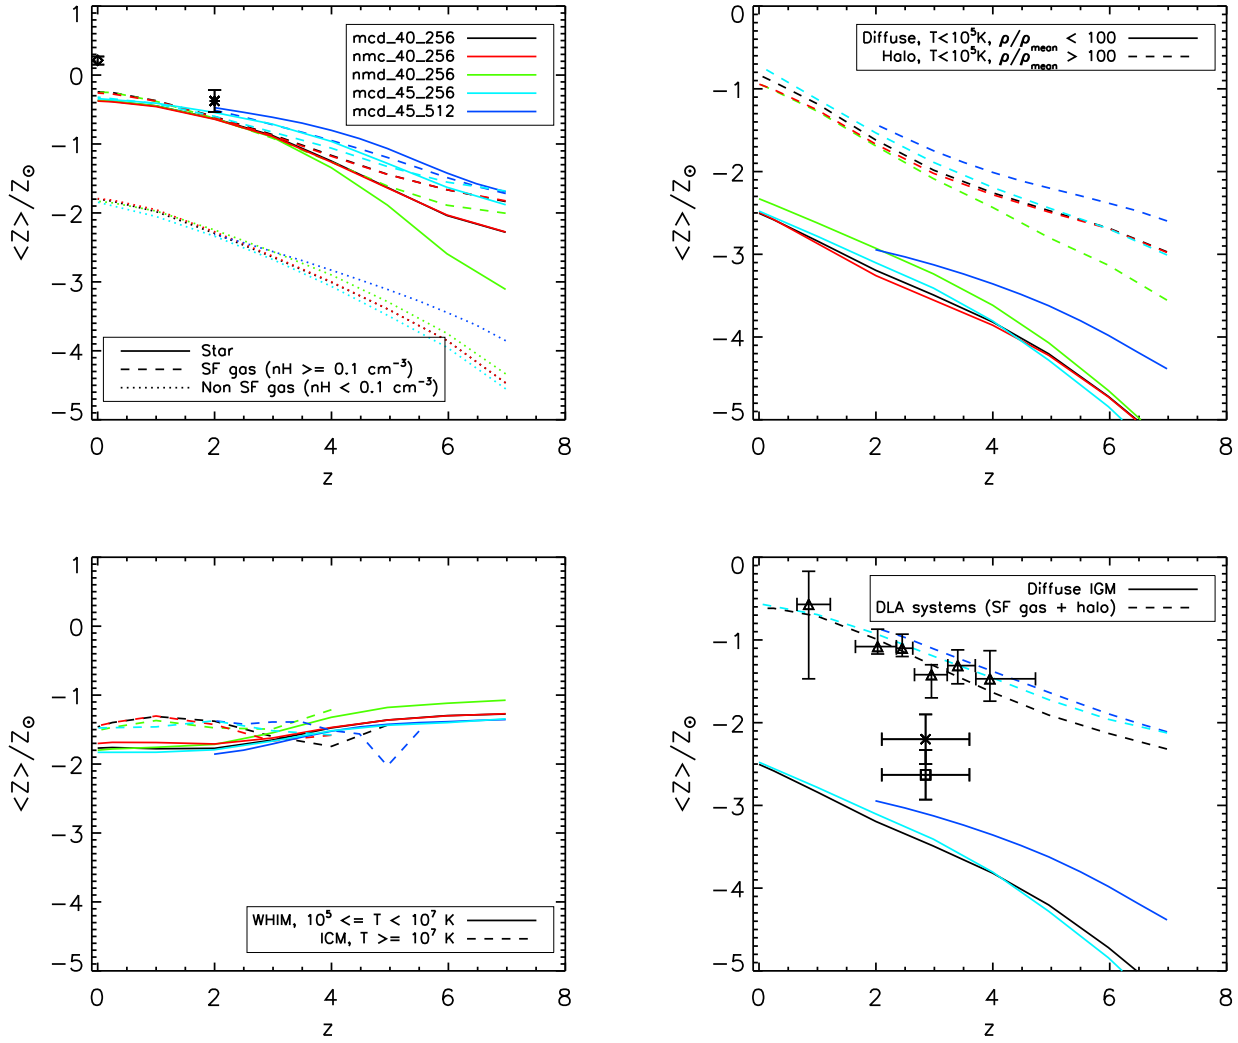 1
0
−1
−2
−3
−4
−5
<Z>/Z☉
mcd_40_256
nmc_40_256
nmd_40_256
mcd_45_256
mcd_45_512
Star
SF gas (nH >= 0.1 cm⁻³)
Non SF gas (nH < 0.1 cm⁻³)
0 2 4 6 8
z
0
−1
−2
−3
−4
−5
<Z>/Z☉
Diffuse, T<10⁵K, ρ/ρmean < 100
Halo, T<10⁵K, ρ/ρmean > 100
0 2 4 6 8
z
1
0
−1
−2
−3
−4
−5
<Z>/Z☉
WHIM, 10⁵ <= T < 10⁷ K
ICM, T >= 10⁷ K
0 2 4 6 8
z
0
−1
−2
−3
−4
−5
<Z>/Z☉
Diffuse IGM
DLA systems (SF gas + halo)
0 2 4 6 8
z